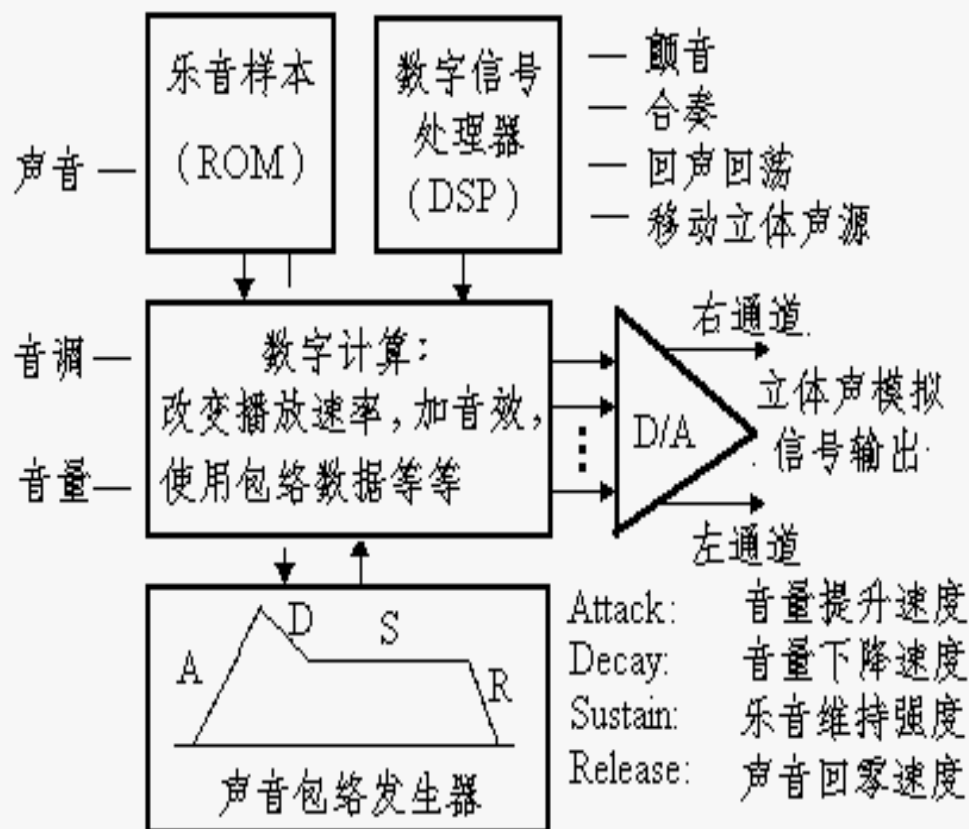 乐音样本
(ROM)
数字信号
处理器
(DSP)
— 颤音
— 合奏
— 回声回荡
— 移动立体声源
声音
音调
音量
数字计算:
改变播放速率,加音效,
使用包络数据等等
D/A
右通道
立体声模拟
信号输出
左通道
A
D
S
R
声音包络发生器
Attack: 音量提升速度
Decay: 音量下降速度
Sustain: 乐音维持强度
Release: 声音回零速度